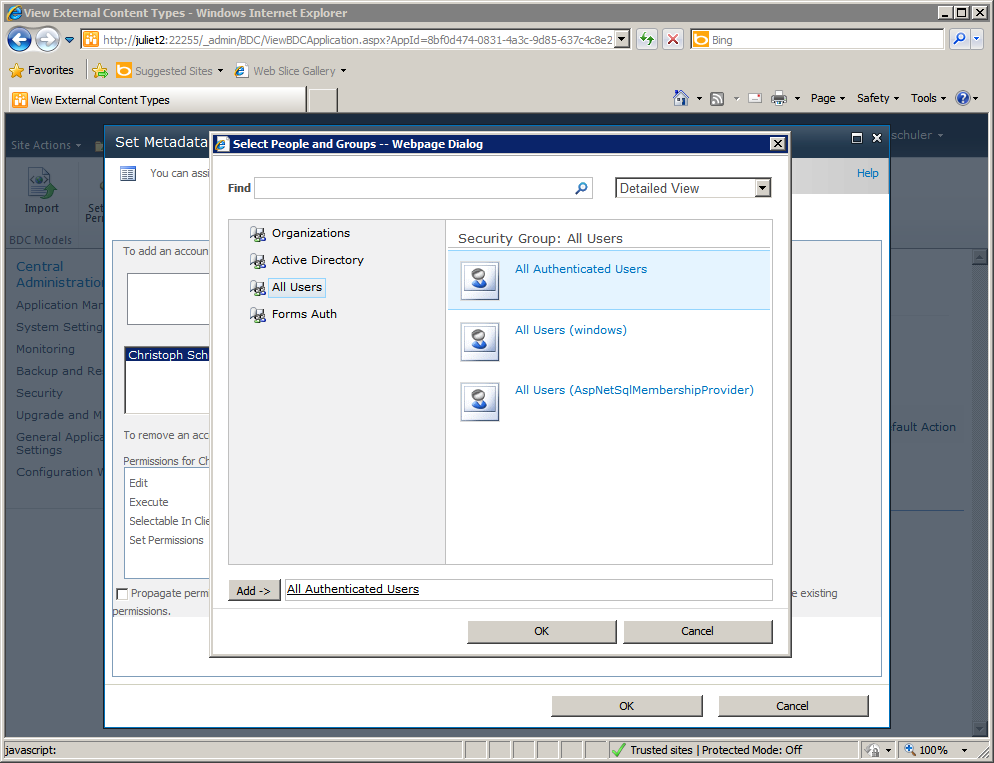 View External Content Types - Windows Internet Explorer
http://juliet2:22255/_admin/BDC/ViewBDCApplication.aspx?AppId=8bf0d474-0831-4a3c-9d85-637c4c8e2
Bing
Favorites
Suggested Sites
Web Slice Gallery
View External Content Types
Page
Safety
Tools
Site Actions
schuler
Set Metadata
Select People and Groups -- Webpage Dialog
You can assi
Help
Import
Set
Perm
BDC Models
Find
Detailed View
Organizations
Active Directory
All Users
Forms Auth
Security Group: All Users
All Authenticated Users
All Users (windows)
All Users (AspNetSqlMembershipProvider)
Central
Administration
Application Man
System Setting
Monitoring
Backup and Re
Security
Upgrade and M
General Applica
Settings
Configuration W
To add an accoun
Christoph Sch
To remove an acc
Permissions for Ch
Edit
Execute
Selectable In Clie
Set Permissions
Propagate perm
e existing
permissions.
fault Action
Add ->
All Authenticated Users
OK
Cancel
OK
Cancel
javascript:
Trusted sites | Protected Mode: Off
100%